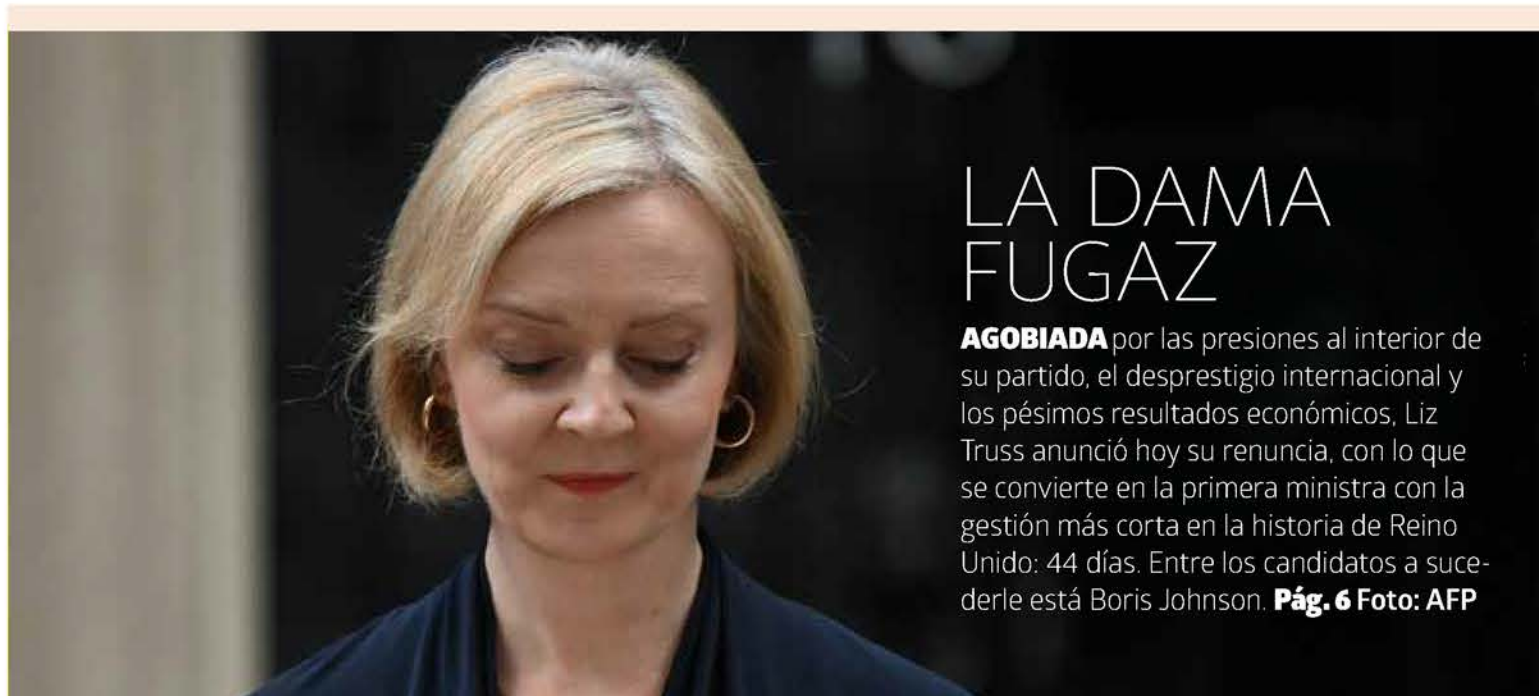 LA DAMA
FUGAZ
AGOBIADA por las presiones al interior de
su partido, el desprestigio internacional y
los pésimos resultados económicos, Liz
Truss anunció hoy su renuncia, con lo que
se convierte en la primera ministra con la
gestión más corta en la historia de Reino
Unido: 44 días. Entre los candidatos a suce-
derle está Boris Johnson. Pág. 6 Foto: AFP